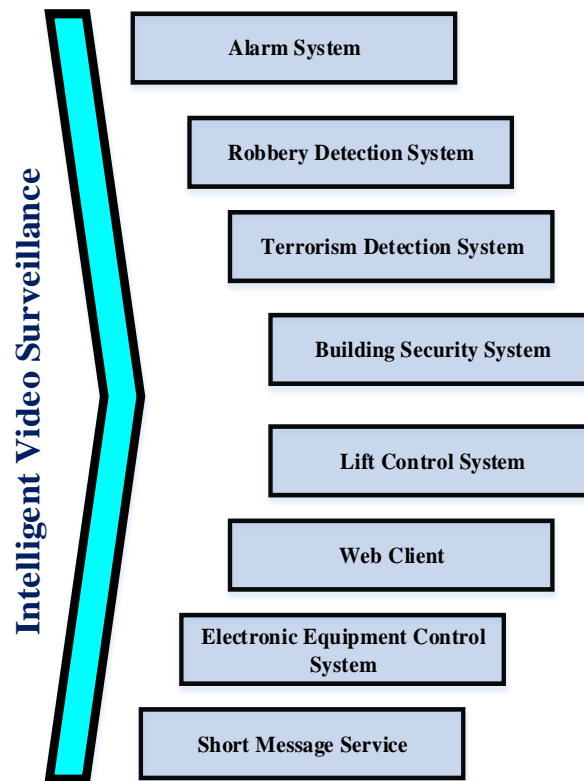 Intelligent Video Surveillance
Alarm System
Robbery Detection System
Terrorism Detection System
Building Security System
Lift Control System
Web Client
Electronic Equipment Control
System
Short Message Service